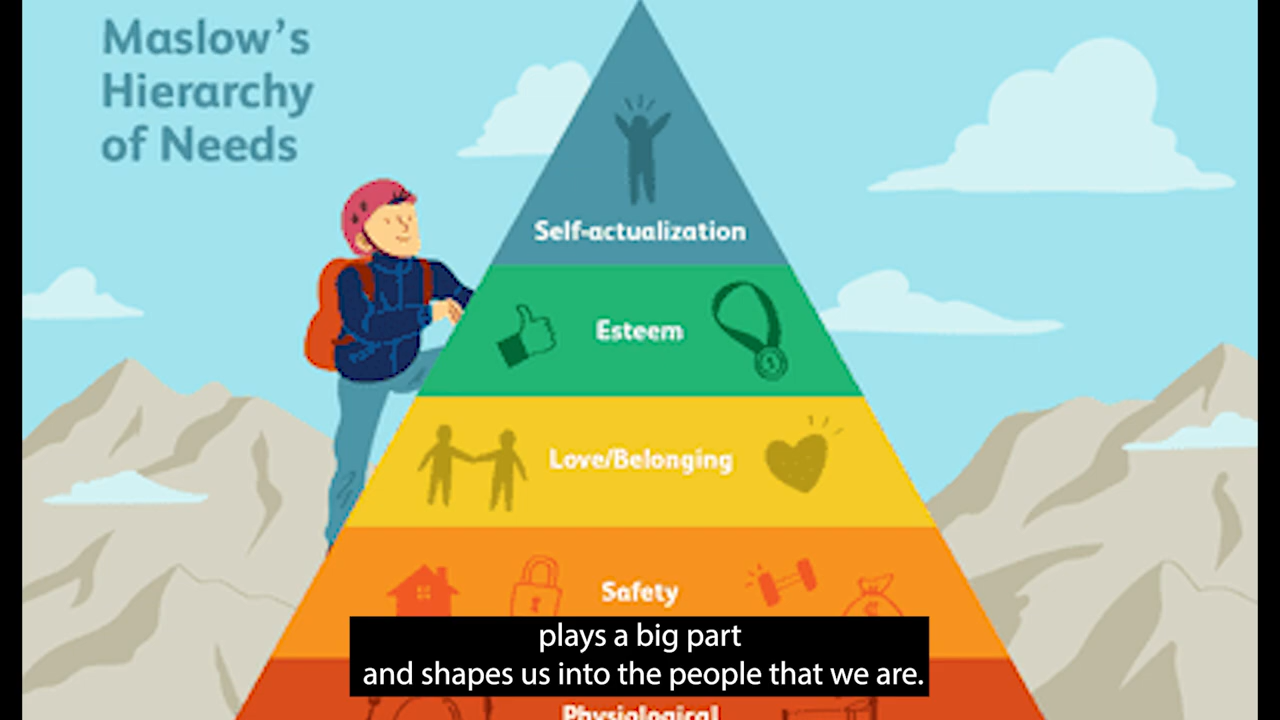 Maslow's
Hierarchy
of Needs
Self-actualization
Esteem
Love/Belonging
Safety
plays a big part
and shapes us into the people that we are.
Physiological